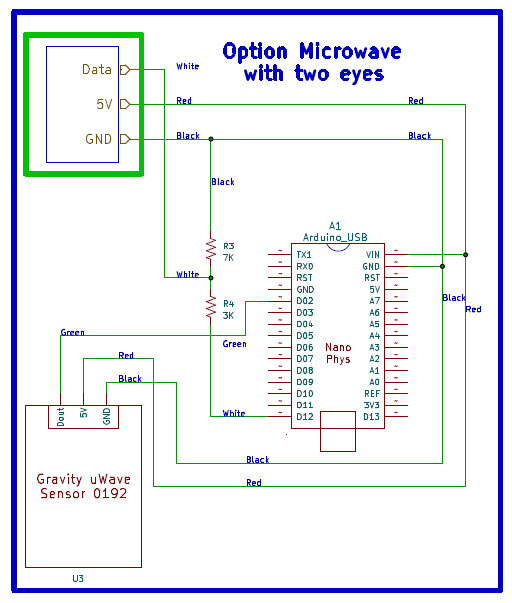 Option Microwave
with two eyes
Data
5V
GND
White
Red
Red
Black
Black
Black
R3
7K
White
R4
3K
A1
Arduino_USB
TX1
RX0
RST
GND
D02
D03
D04
D05
D06
D07
D08
D09
D10
D11
D12
VIN
GND
RST
5V
A7
A6
A5
A4
A3
A2
A1
A0
REF
3V3
D13
Nano
Phys
Black
Red
Green
Green
Red
Black
White
Black
Red
Dout
5V
GND
Gravity uWave
Sensor 0192
U3